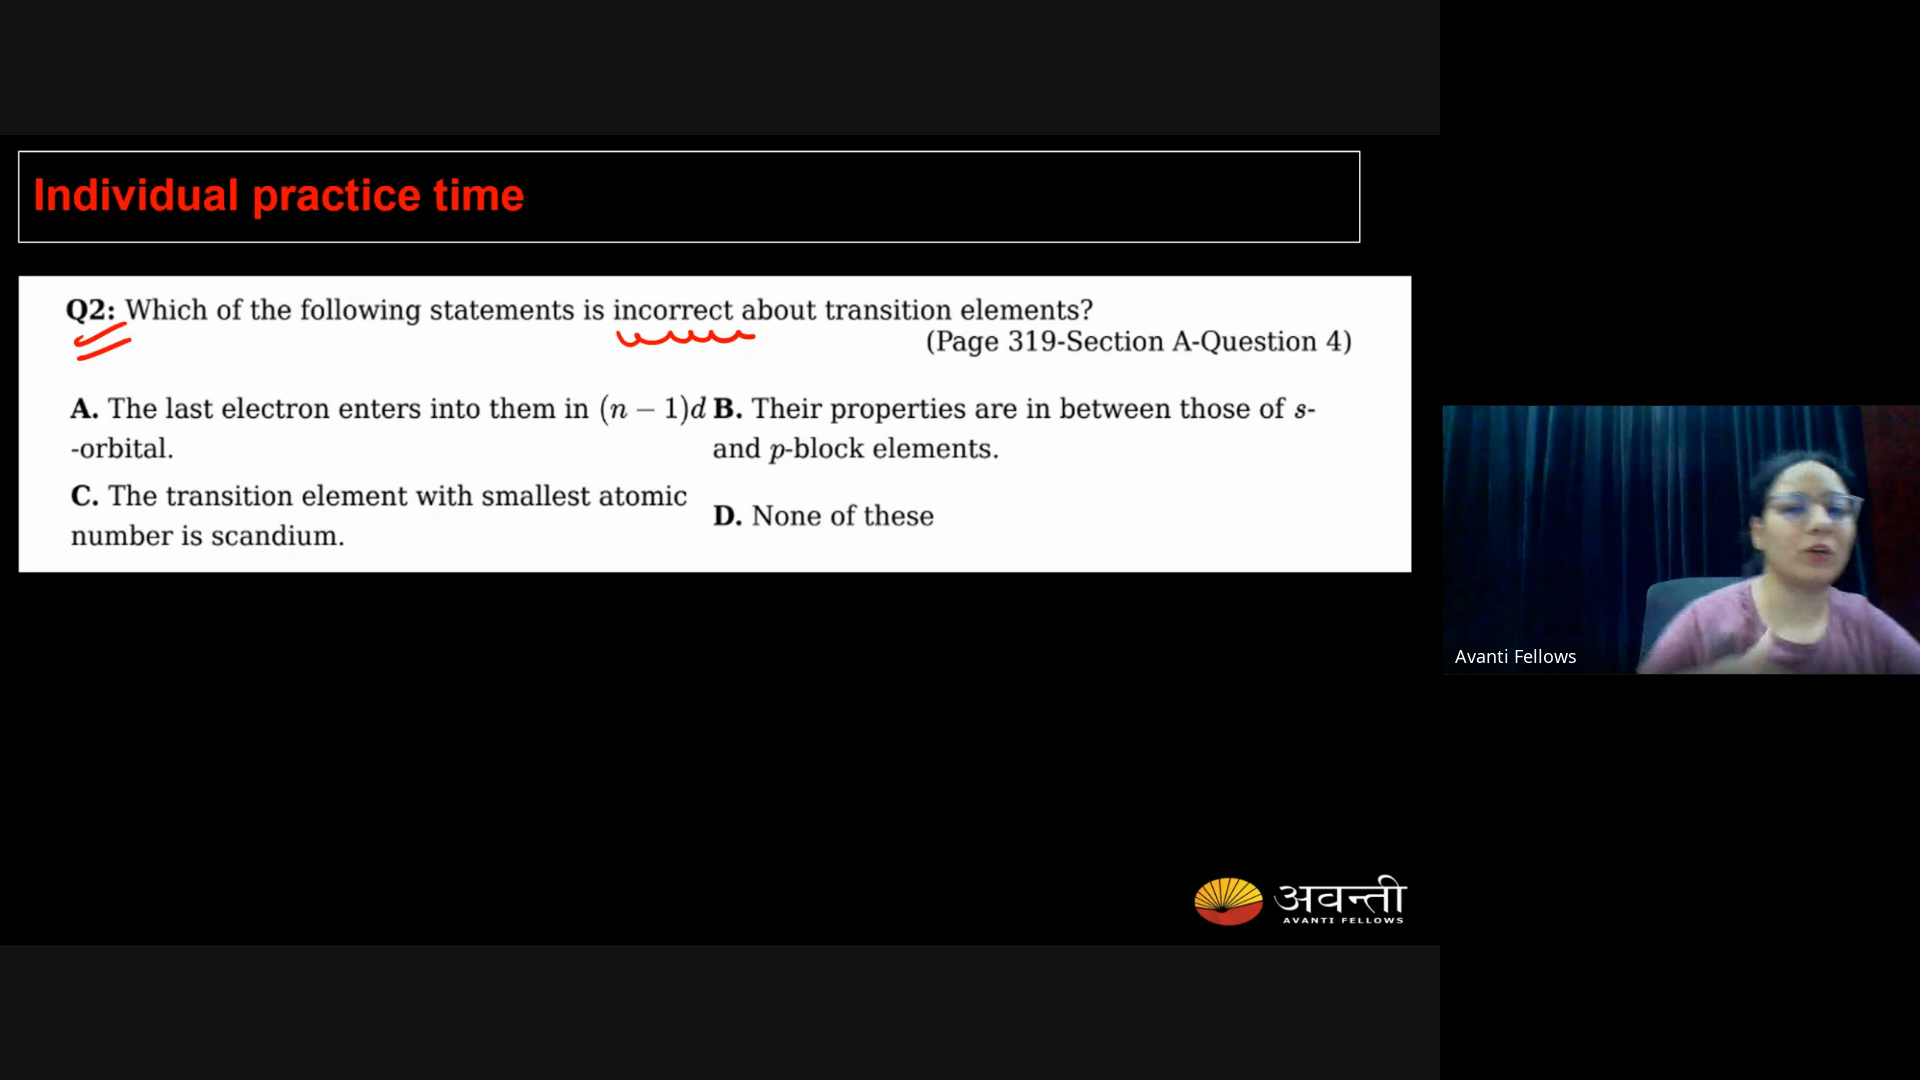 Individual practice time
Q2: Which of the following statements is incorrect about transition elements?
(Page 319-Section A-Question 4)
A. The last electron enters into them in (n − 1)d
-orbital.
B. Their properties are in between those of s-
and p-block elements.
C. The transition element with smallest atomic
number is scandium.
D. None of these
Avanti Fellows
अवन्ती
AVANTI FELLOWS